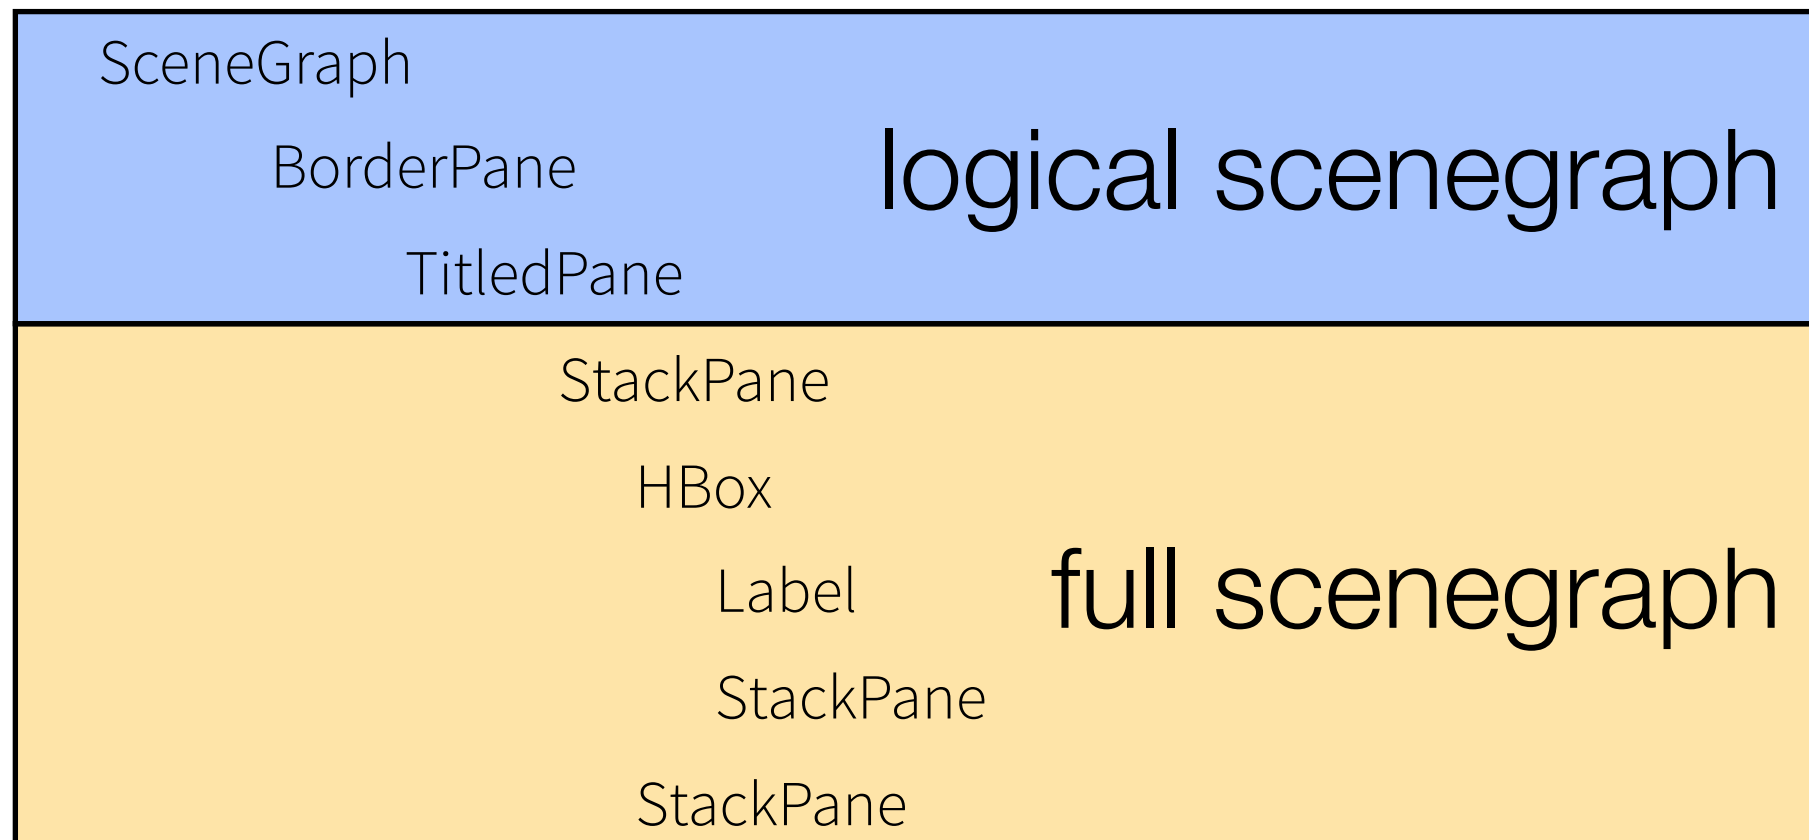 SceneGraph
BorderPane
logical scenegraph
TitledPane
StackPane
HBox
Label
full scenegraph
StackPane
StackPane